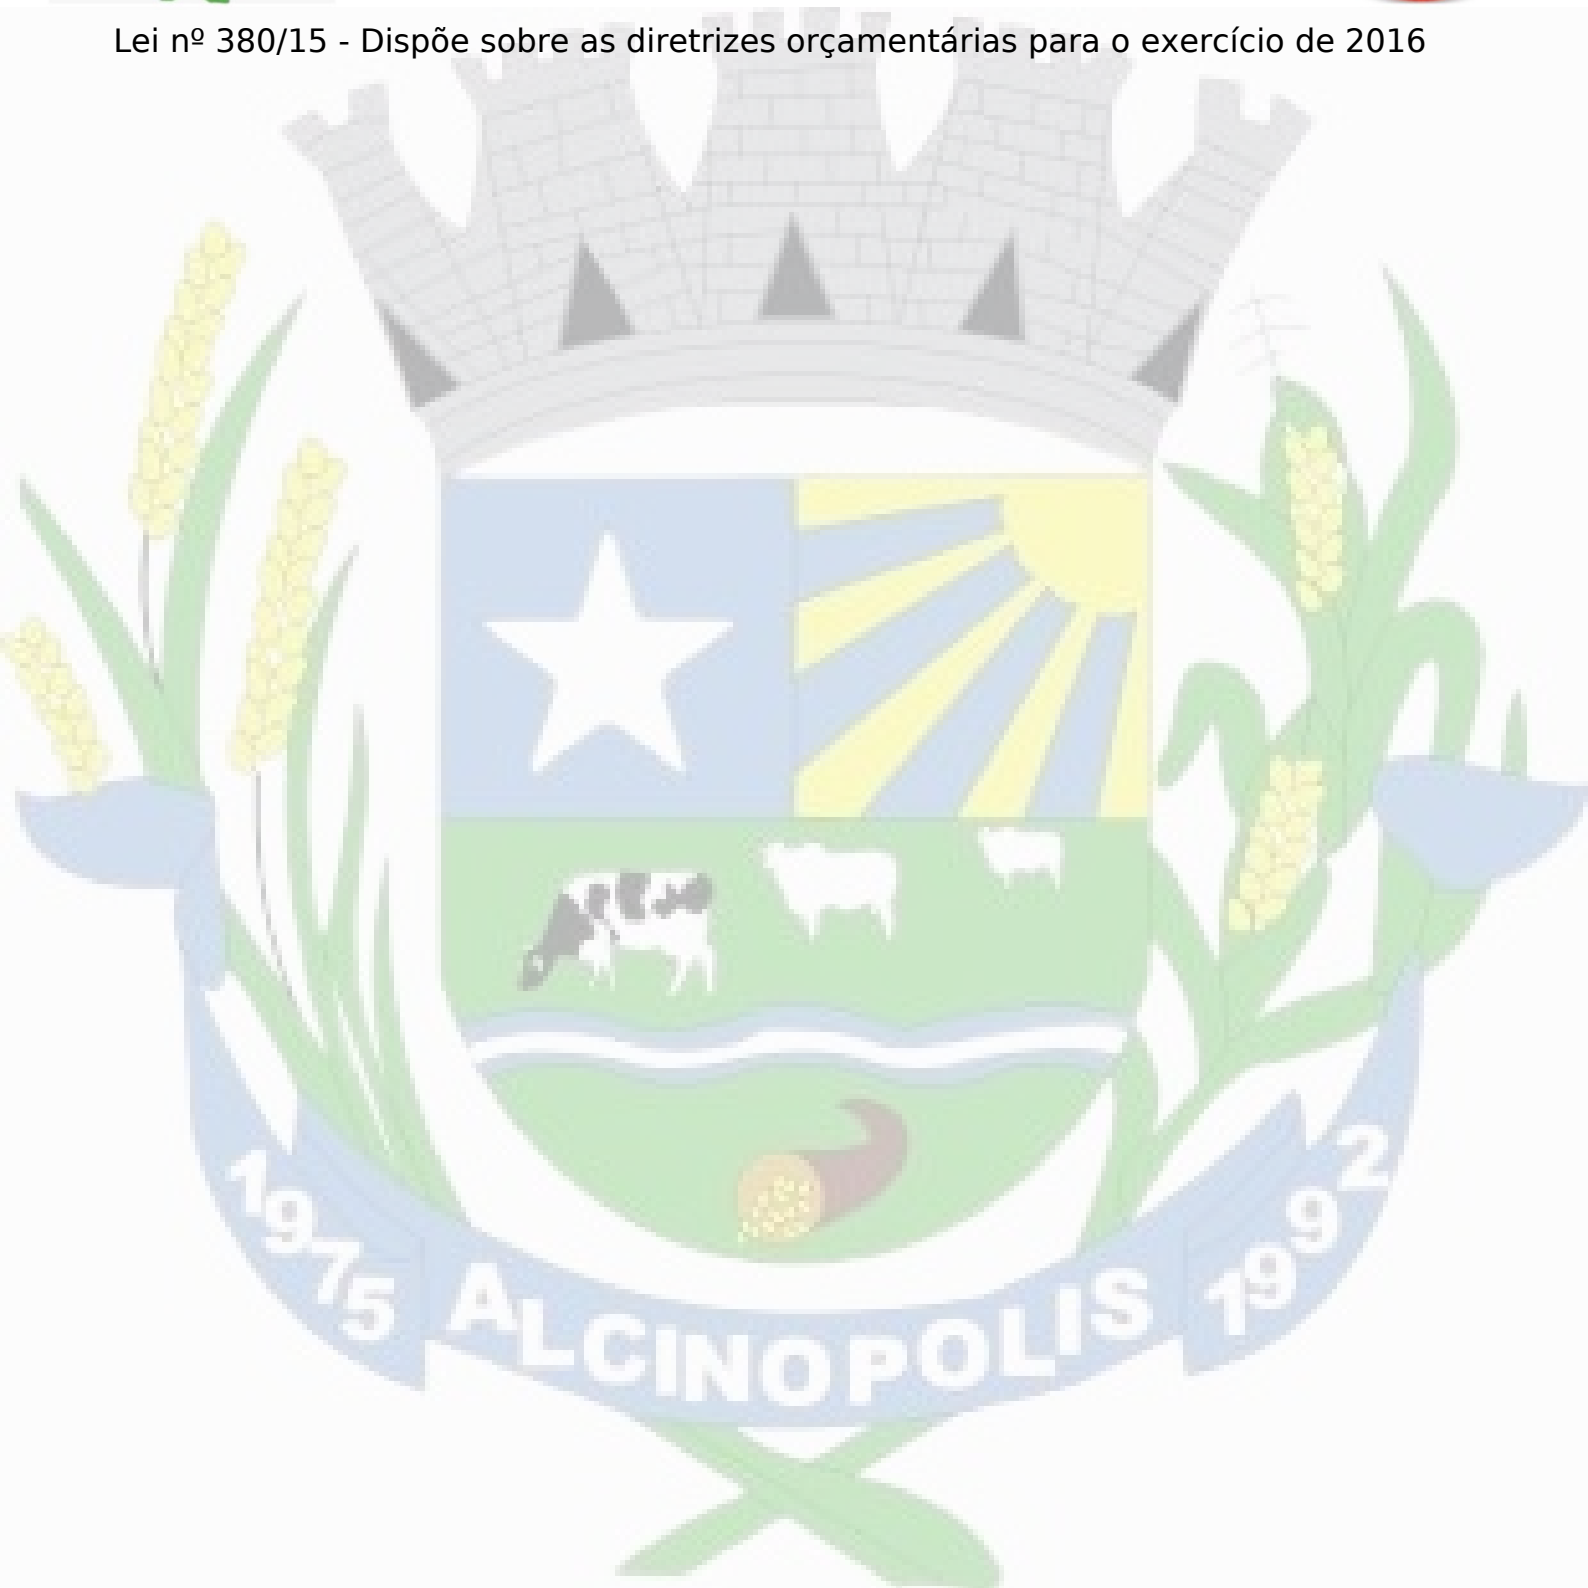 Lei nº 380/15 - Dispõe sobre as diretrizes orçamentárias para o exercício de 2016
1975 ALCINOPOLIS 1992